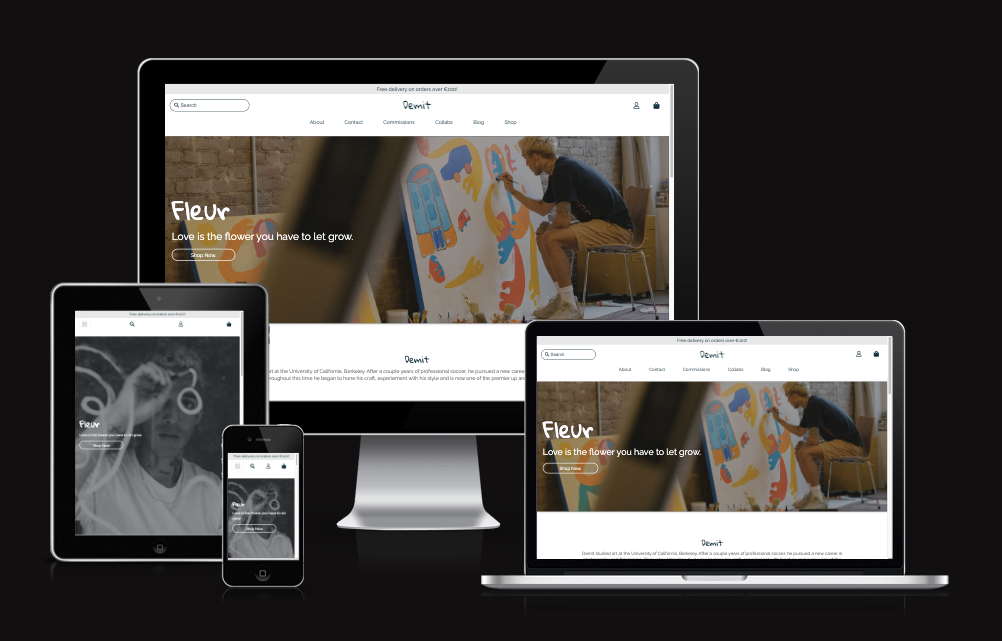 Free delivery on orders over €100!
Search
Demit
About Contact Commissions Collabs Blog Shop
Fleur
Love is the flower you have to let grow.
Shop Now
Demit
art at the University of California, Berkeley. After a couple years of professional soccer, he pursued a new career
throughout this time he began to hone his craft, experiement with his style and is now one of the premier up an
Free delivery on orders over €100!
Fleur
Love is the flower you have to let grow.
Shop Now
Free delivery on orders over €100!
Fleur
Love is the flower you have to let
grow.
Shop Now
Free delivery on orders over €100!
Search
Demit
About Contact Commissions Collabs Blog Shop
Fleur
Love is the flower you have to let grow.
Shop Now
Demit
Demit studied art at the University of California, Berkeley. After a couple years of professional soccer, he pursued a new career in